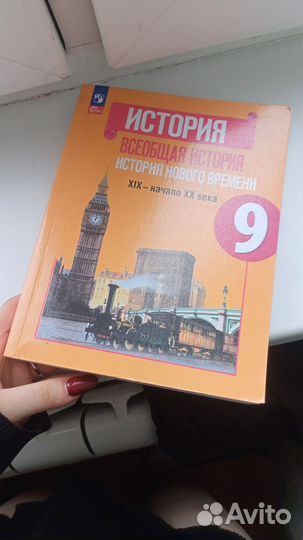 ИСТОРИЯ
ВСЕОБЩАЯ ИСТОРИЯ
ИСТОРИЯ НОВОГО ВРЕМЕНИ
XIX – начало XX века
9
Avito